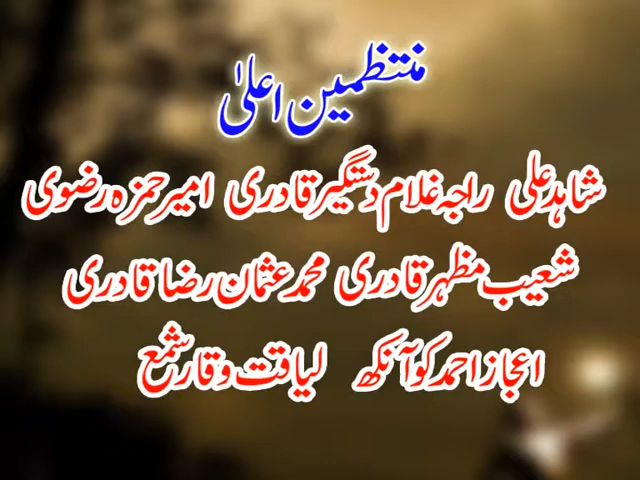 منتظمین اعلیٰ
شاہد علی راجہ غلام دستگیر قادری امیر حمزہ رضوی
شعیب مظہر قادری محمد عثمان رضا قادری
اعجاز احمد کوآنکھ لیاقت وقار شمع